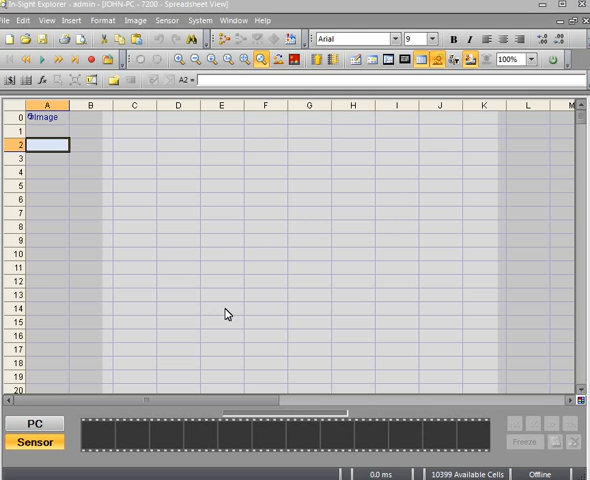 In-Sight Explorer - admin - [JOHN-PC - 7200 - Spreadsheet View]
File Edit View Insert Format Image Sensor System Window Help
Arial 9 B I U
100%
A2 =
A B C D E F G H I J K L M
0 Image
1
2
3
4
5
6
7
8
9
10
11
12
13
14
15
16
17
18
19
20
PC
Sensor
Freeze
0.0 ms 10399 Available Cells Offline